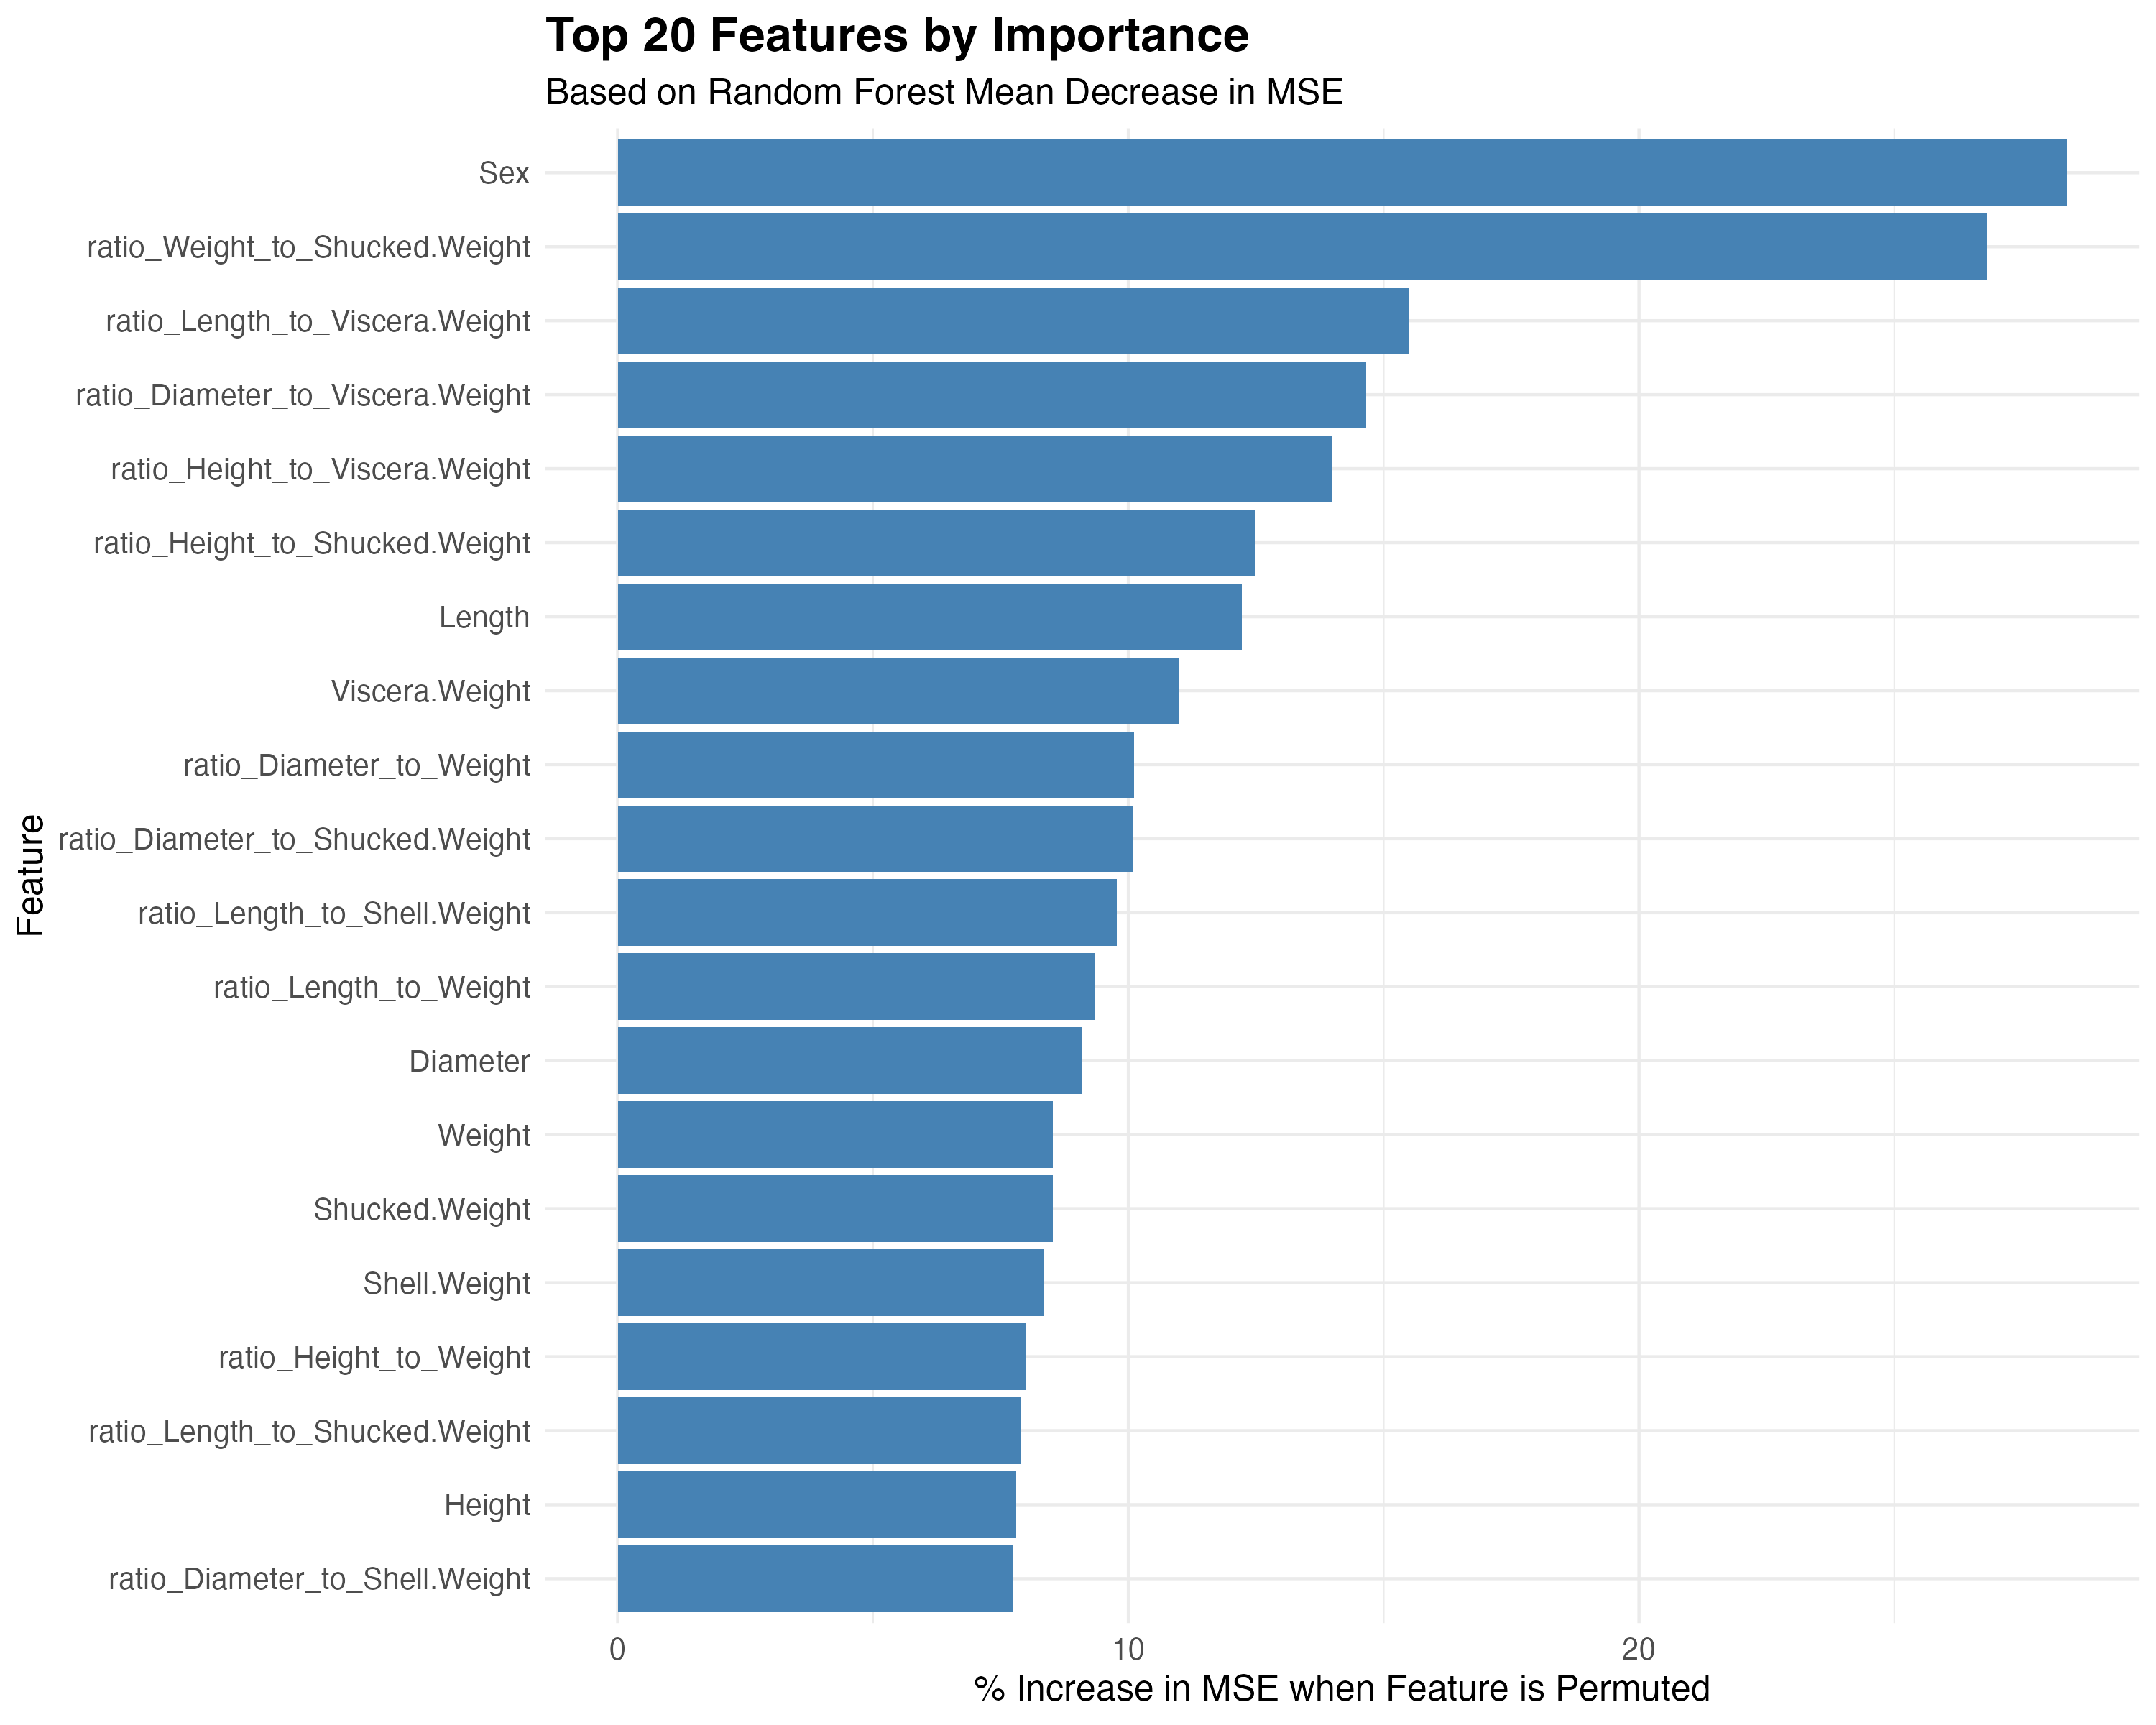 Top 20 Features by Importance
Based on Random Forest Mean Decrease in MSE
Feature
Sex
ratio_Weight_to_Shucked.Weight
ratio_Length_to_Viscera.Weight
ratio_Diameter_to_Viscera.Weight
ratio_Height_to_Viscera.Weight
ratio_Height_to_Shucked.Weight
Length
Viscera.Weight
ratio_Diameter_to_Weight
ratio_Diameter_to_Shucked.Weight
ratio_Length_to_Shell.Weight
ratio_Length_to_Weight
Diameter
Weight
Shucked.Weight
Shell.Weight
ratio_Height_to_Weight
ratio_Length_to_Shucked.Weight
Height
ratio_Diameter_to_Shell.Weight
0 10 20
% Increase in MSE when Feature is Permuted